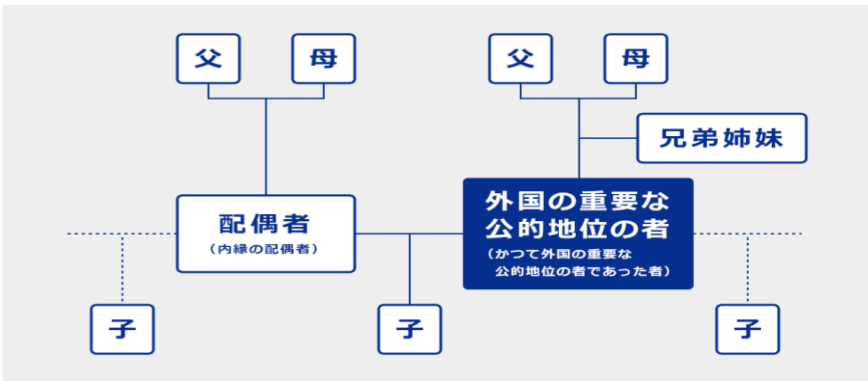 父
母
父
母
兄弟姉妹
配偶者
（内縁の配偶者）
外国の重要な
公的地位の者
（かつて外国の重要な
公的地位の者であった者）
子
子
子